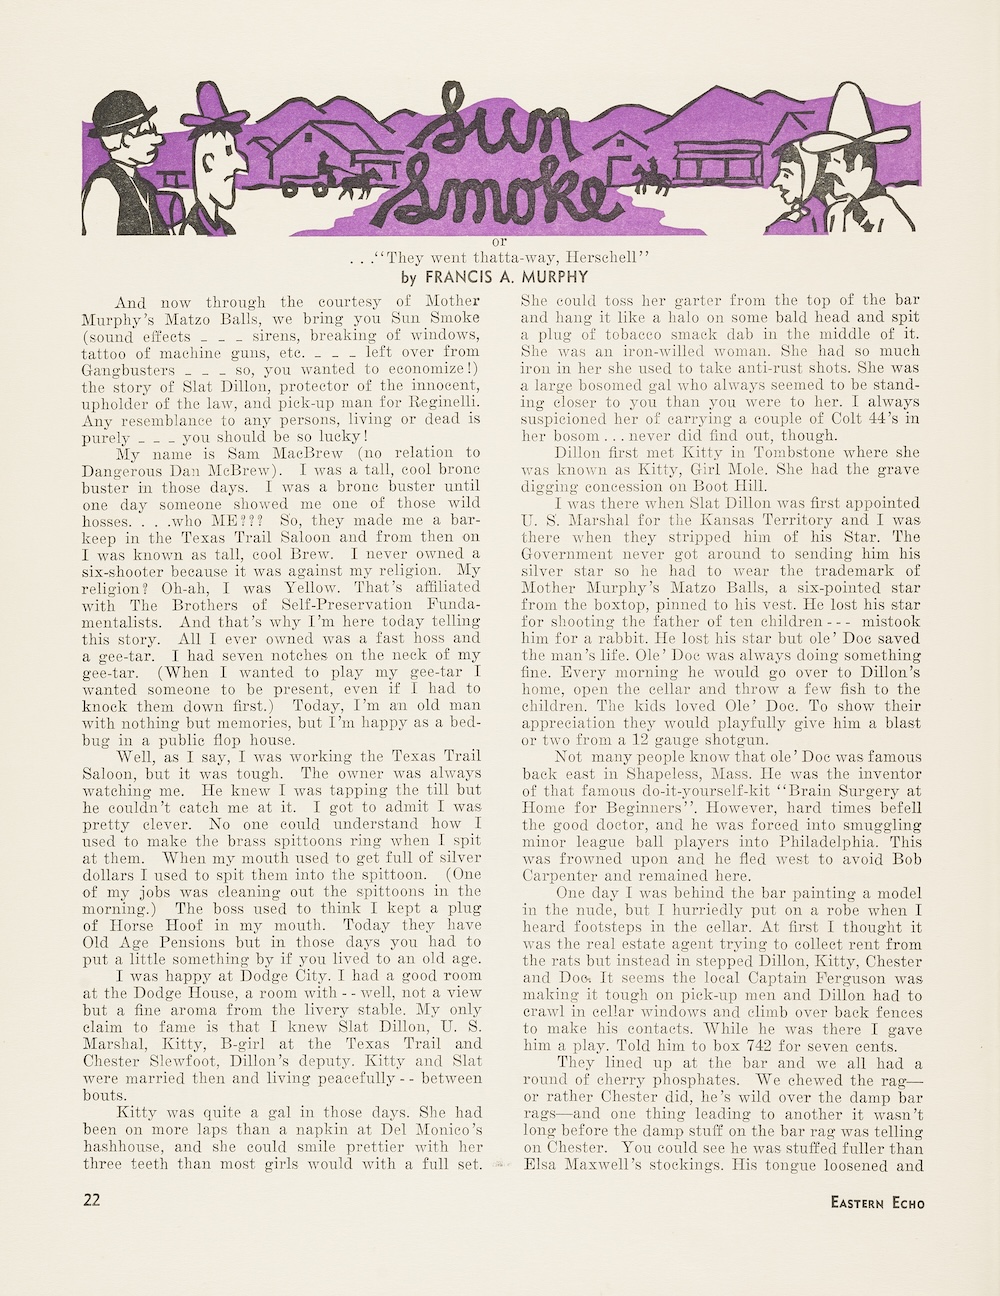 Sun
Smoke
or
. . .“They went thatta-way, Herschell”
by FRANCIS A. MURPHY
And now through the courtesy of Mother
Murphy's Matzo Balls, we bring you Sun Smoke
(sound effects _ _ _ sirens, breaking of windows,
tattoo of machine guns, etc. _ _ _ left over from
Gangbusters _ _ _ so, you wanted to economize!)
the story of Slat Dillon, protector of the innocent,
upholder of the law, and pick-up man for Reginelli.
Any resemblance to any persons, living or dead is
purely _ _ _ you should be so lucky!
My name is Sam MacBrew (no relation to
Dangerous Dan McBrew). I was a tall, cool bronc
buster in those days. I was a bronc buster until
one day someone showed me one of those wild
hosses. . . .who ME??? So, they made me a bar-
keep in the Texas Trail Saloon and from then on
I was known as tall, cool Brew. I never owned a
six-shooter because it was against my religion. My
religion? Oh-ah, I was Yellow. That's affiliated
with The Brothers of Self-Preservation Funda-
mentalists. And that's why I'm here today telling
this story. All I ever owned was a fast hoss and
a gee-tar. I had seven notches on the neck of my
gee-tar. (When I wanted to play my gee-tar I
wanted someone to be present, even if I had to
knock them down first.) Today, I'm an old man
with nothing but memories, but I'm happy as a bed-
bug in a public flop house.
Well, as I say, I was working the Texas Trail
Saloon, but it was tough. The owner was always
watching me. He knew I was tapping the till but
he couldn't catch me at it. I got to admit I was
pretty clever. No one could understand how I
used to make the brass spittoons ring when I spit
at them. When my mouth used to get full of silver
dollars I used to spit them into the spittoon. (One
of my jobs was cleaning out the spittoons in the
morning.) The boss used to think I kept a plug
of Horse Hoof in my mouth. Today they have
Old Age Pensions but in those days you had to
put a little something by if you lived to an old age.
I was happy at Dodge City. I had a good room
at the Dodge House, a room with - - well, not a view
but a fine aroma from the livery stable. My only
claim to fame is that I knew Slat Dillon, U. S.
Marshal, Kitty, B-girl at the Texas Trail and
Chester Slewfoot, Dillon's deputy. Kitty and Slat
were married then and living peacefully - - between
bouts.
Kitty was quite a gal in those days. She had
been on more laps than a napkin at Del Monico's
hashhouse, and she could smile prettier with her
three teeth than most girls would with a full set.
She could toss her garter from the top of the bar
and hang it like a halo on some bald head and spit
a plug of tobacco smack dab in the middle of it.
She was an iron-willed woman. She had so much
iron in her she used to take anti-rust shots. She was
a large bosomed gal who always seemed to be stand-
ing closer to you than you were to her. I always
suspicioned her of carrying a couple of Colt 44's in
her bosom . . . never did find out, though.
Dillon first met Kitty in Tombstone where she
was known as Kitty, Girl Mole. She had the grave
digging concession on Boot Hill.
I was there when Slat Dillon was first appointed
U. S. Marshal for the Kansas Territory and I was
there when they stripped him of his Star. The
Government never got around to sending him his
silver star so he had to wear the trademark of
Mother Murphy's Matzo Balls, a six-pointed star
from the boxtop, pinned to his vest. He lost his star
for shooting the father of ten children - - - mistook
him for a rabbit. He lost his star but ole' Doc saved
the man's life. Ole' Doc was always doing something
fine. Every morning he would go over to Dillon's
home, open the cellar and throw a few fish to the
children. The kids loved Ole' Doc. To show their
appreciation they would playfully give him a blast
or two from a 12 gauge shotgun.
Not many people know that ole' Doc was famous
back east in Shapeless, Mass. He was the inventor
of that famous do-it-yourself-kit “Brain Surgery at
Home for Beginners”. However, hard times befell
the good doctor, and he was forced into smuggling
minor league ball players into Philadelphia. This
was frowned upon and he fled west to avoid Bob
Carpenter and remained here.
One day I was behind the bar painting a model
in the nude, but I hurriedly put on a robe when I
heard footsteps in the cellar. At first I thought it
was the real estate agent trying to collect rent from
the rats but instead in stepped Dillon, Kitty, Chester
and Doc. It seems the local Captain Ferguson was
making it tough on pick-up men and Dillon had to
crawl in cellar windows and climb over back fences
to make his contacts. While he was there I gave
him a play. Told him to box 742 for seven cents.
They lined up at the bar and we all had a
round of cherry phosphates. We chewed the rag—
or rather Chester did, he's wild over the damp bar
rags—and one thing leading to another it wasn't
long before the damp stuff on the bar rag was telling
on Chester. You could see he was stuffed fuller than
Elsa Maxwell's stockings. His tongue loosened and
22
EASTERN ECHO